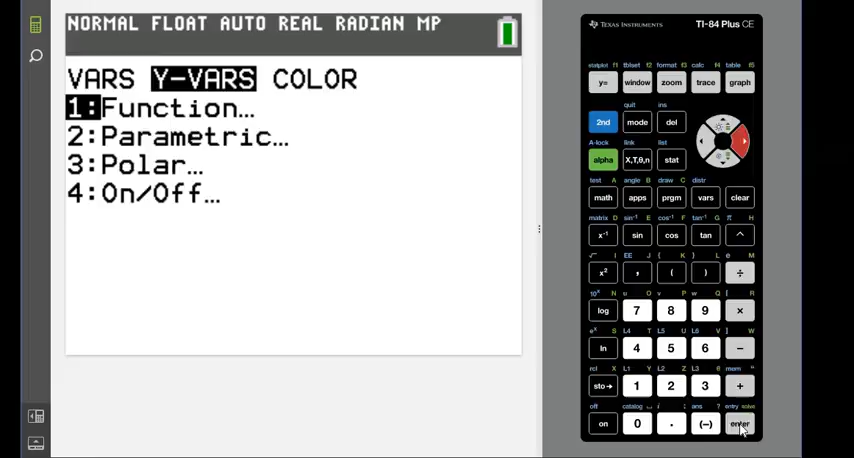 NORMAL FLOAT AUTO REAL RADIAN MP
VARS Y-VARS COLOR
1:Function…
2:Parametric…
3:Polar…
4:On/Off…
TEXAS INSTRUMENTS TI-84 Plus CE
statplot f1 tblset f2 format f3 calc f4 table f5
y= window zoom trace graph
quit ins
2nd mode del
A-lock link list
alpha X,T,θ,n stat
test A angle B draw C distr
math apps prgm vars clear
matrix D sin⁻¹ E cos⁻¹ F tan⁻¹ G π H
x⁻¹ sin cos tan ^
√ I EE J { K } L e M
x² , ( ) ÷
10ˣ N u O v P w Q [ R
log 7 8 9 ×
eˣ S L4 T L5 U L6 V ] W
ln 4 5 6 −
rcl X L1 Y L2 Z L3 θ mem "
sto→ 1 2 3 +
off catalog ␣ i : ans ? entry solve
on 0 . (−) enter